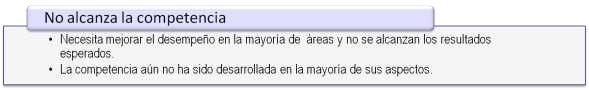 No alcanza la competencia
• Necesita mejorar el desempeño en la mayoría de áreas y no se alcanzan los resultados
esperados.
• La competencia aún no ha sido desarrollada en la mayoría de sus aspectos.